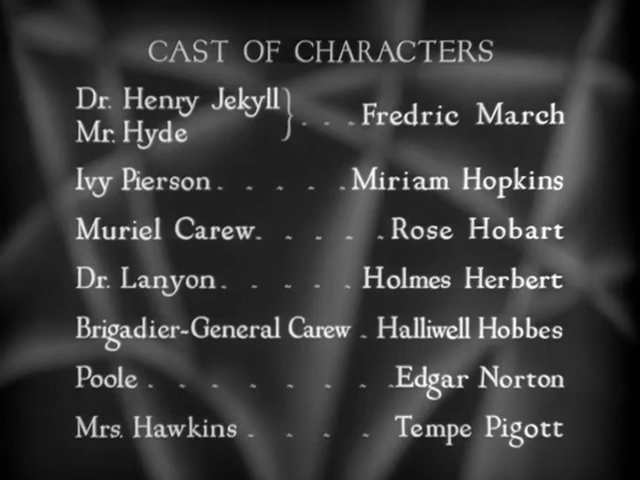 CAST OF CHARACTERS
Dr. Henry Jekyll
Mr. Hyde } . . . Fredric March
Ivy Pierson . . . . . Miriam Hopkins
Muriel Carew . . . . . Rose Hobart
Dr. Lanyon . . . . . Holmes Herbert
Brigadier-General Carew . Halliwell Hobbes
Poole . . . . . . . . Edgar Norton
Mrs. Hawkins . . . . Tempe Pigott